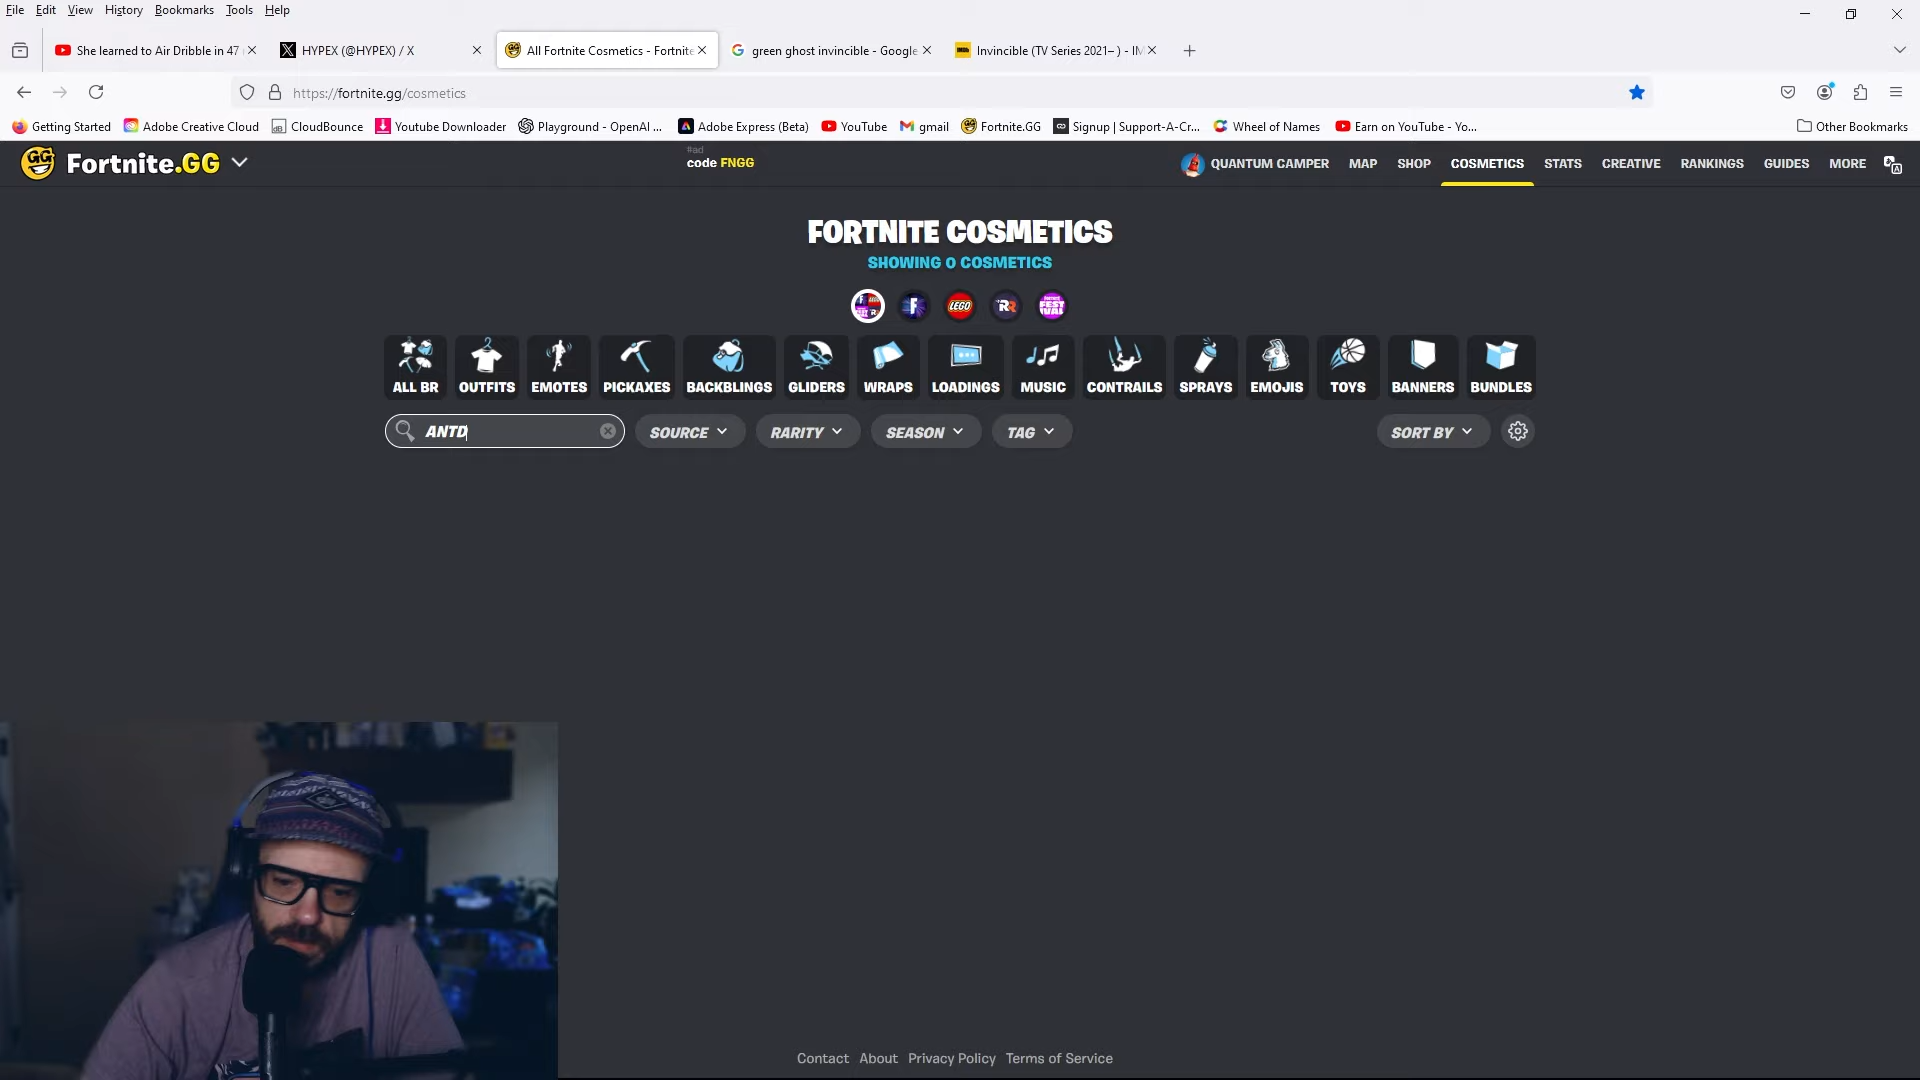 File Edit View History Bookmarks Tools Help
She learned to Air Dribble in 47
HYPEX (@HYPEX) / X
All Fortnite Cosmetics - Fortnite
green ghost invincible - Google
Invincible (TV Series 2021– ) - IM
https://fortnite.gg/cosmetics
Getting Started Adobe Creative Cloud CloudBounce Youtube Downloader Playground - OpenAI ... Adobe Express (Beta) YouTube gmail Fortnite.GG Signup | Support-A-Cr... Wheel of Names Earn on YouTube - Yo... Other Bookmarks
Fortnite.GG
#ad
code FNGG
QUANTUM CAMPER MAP SHOP COSMETICS STATS CREATIVE RANKINGS GUIDES MORE
FORTNITE COSMETICS
SHOWING 0 COSMETICS
ALL BR OUTFITS EMOTES PICKAXES BACKBLINGS GLIDERS WRAPS LOADINGS MUSIC CONTRAILS SPRAYS EMOJIS TOYS BANNERS BUNDLES
ANTD SOURCE RARITY SEASON TAG SORT BY
Contact About Privacy Policy Terms of Service